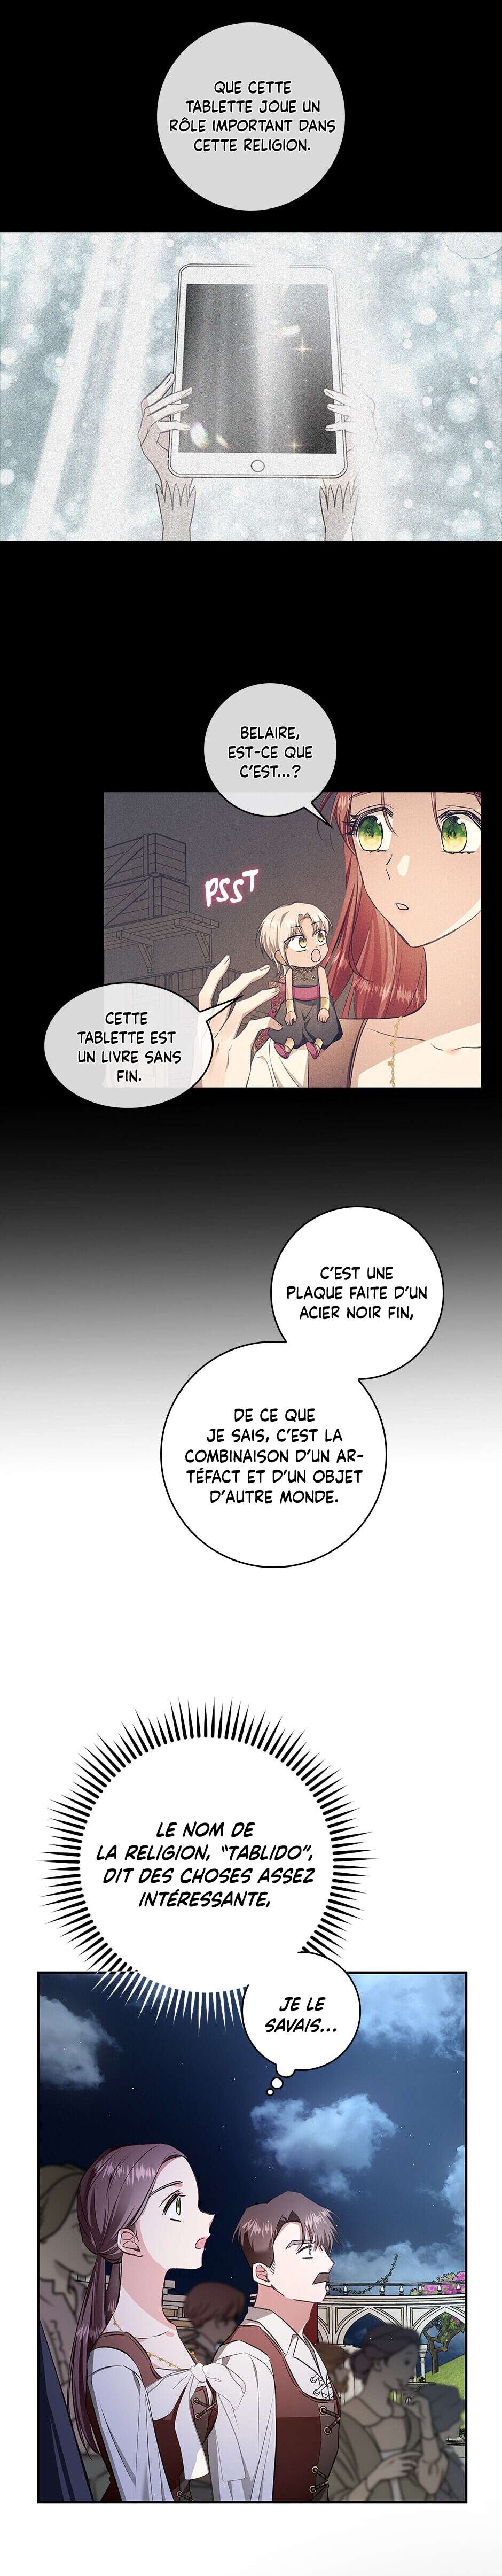 QUE CETTE
TABLETTE JOUE UN
RÔLE IMPORTANT DANS
CETTE RELIGION.
BELAIRE,
EST-CE QUE
C'EST...?
PSST
CETTE
TABLETTE EST
UN LIVRE SANS
FIN.
C'EST UNE
PLAQUE FAITE D'UN
ACIER NOIR FIN,
DE CE QUE
JE SAIS, C'EST LA
COMBINAISON D'UN AR-
TÉFACT ET D'UN OBJET
D'AUTRE MONDE.
LE NOM DE
LA RELIGION, "TABLIDO",
DIT DES CHOSES ASSEZ
INTÉRESSANTE,
JE LE
SAVAIS...